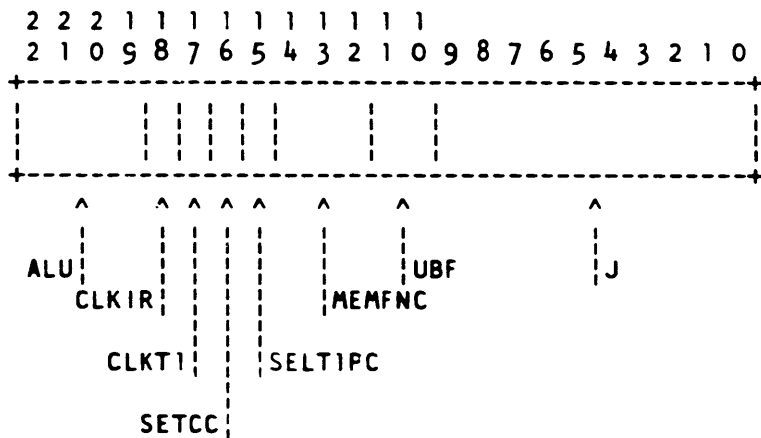 2 2 2 1 1 1 1 1 1 1 1 1 1
2 1 0 9 8 7 6 5 4 3 2 1 0 9 8 7 6 5 4 3 2 1 0
ALU UBF J
CLKIR MEMFNC
CLKT1 SELT1PC
SETCC